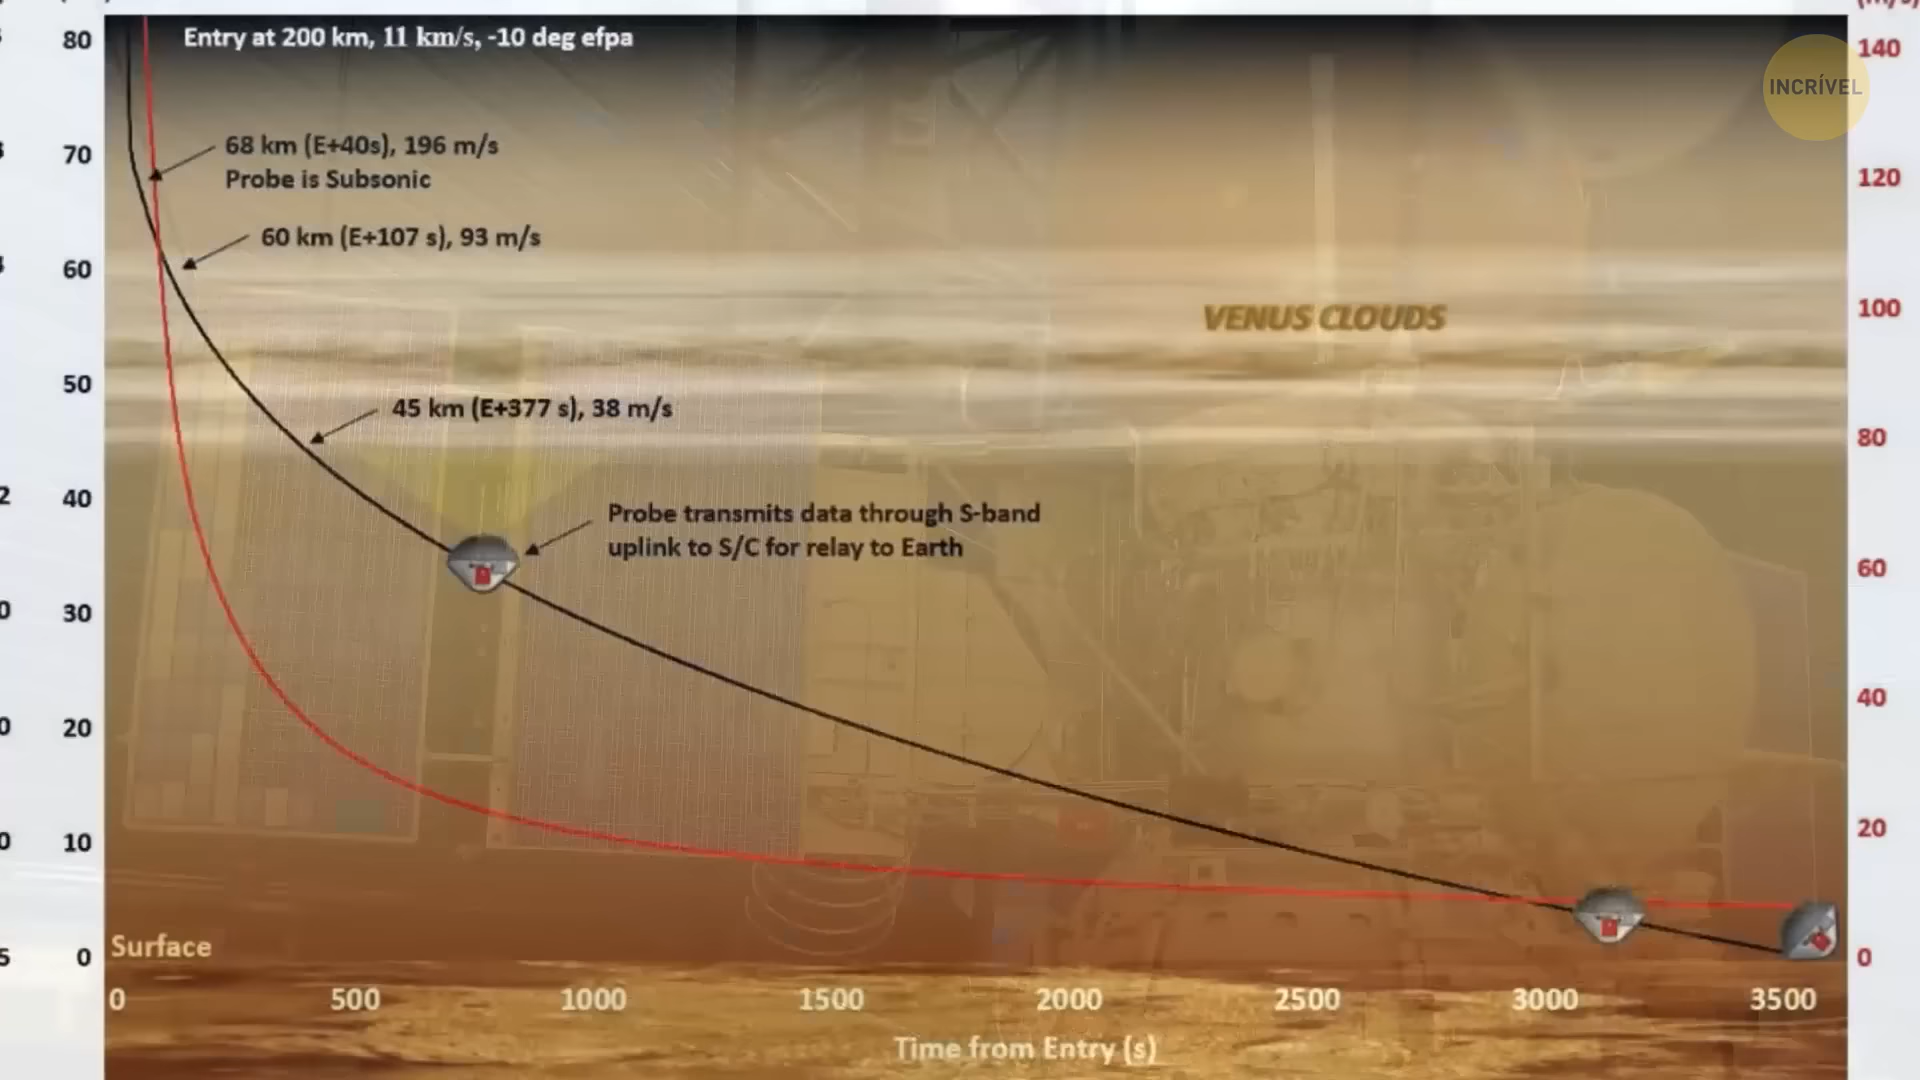 Entry at 200 km, 11 km/s, -10 deg efpa
INCRÍVEL
68 km (E+40s), 196 m/s
Probe is Subsonic
60 km (E+107 s), 93 m/s
VENUS CLOUDS
45 km (E+377 s), 38 m/s
Probe transmits data through S-band
uplink to S/C for relay to Earth
Surface
80
70
60
50
40
30
20
10
0
140
120
100
80
60
40
20
0
0 500 1000 1500 2000 2500 3000 3500
Time from Entry (s)